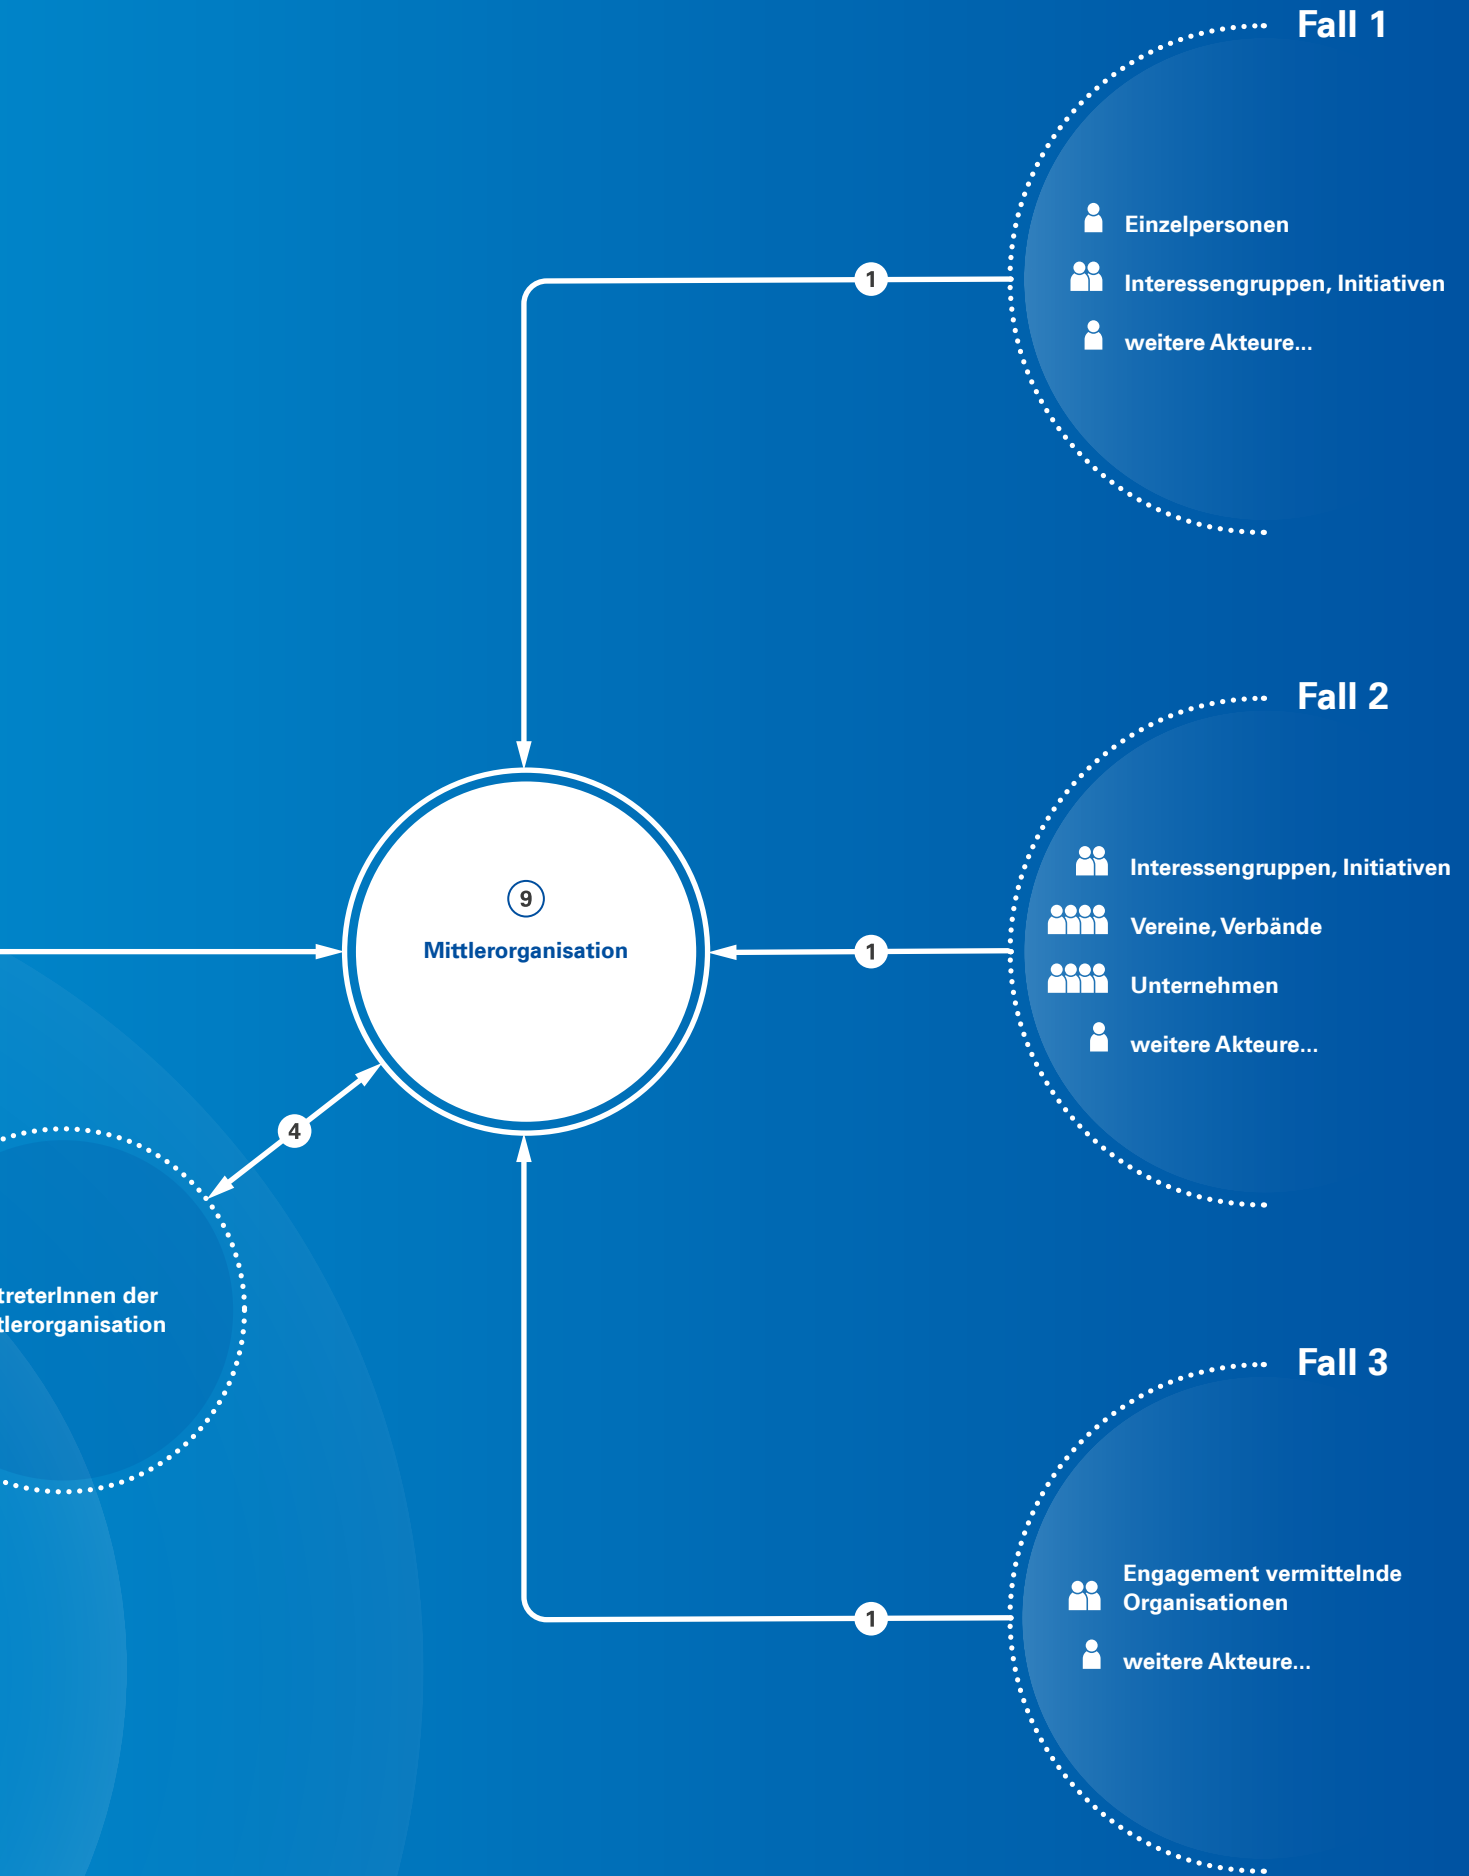 Fall 1
Einzelpersonen
Interessengruppen, Initiativen
weitere Akteure...
1
Fall 2
Interessengruppen, Initiativen
Vereine, Verbände
Unternehmen
weitere Akteure...
1
9
Mittlerorganisation
4
treterInnen der
tlerorganisation
Fall 3
Engagement vermittelnde
Organisationen
weitere Akteure...
1